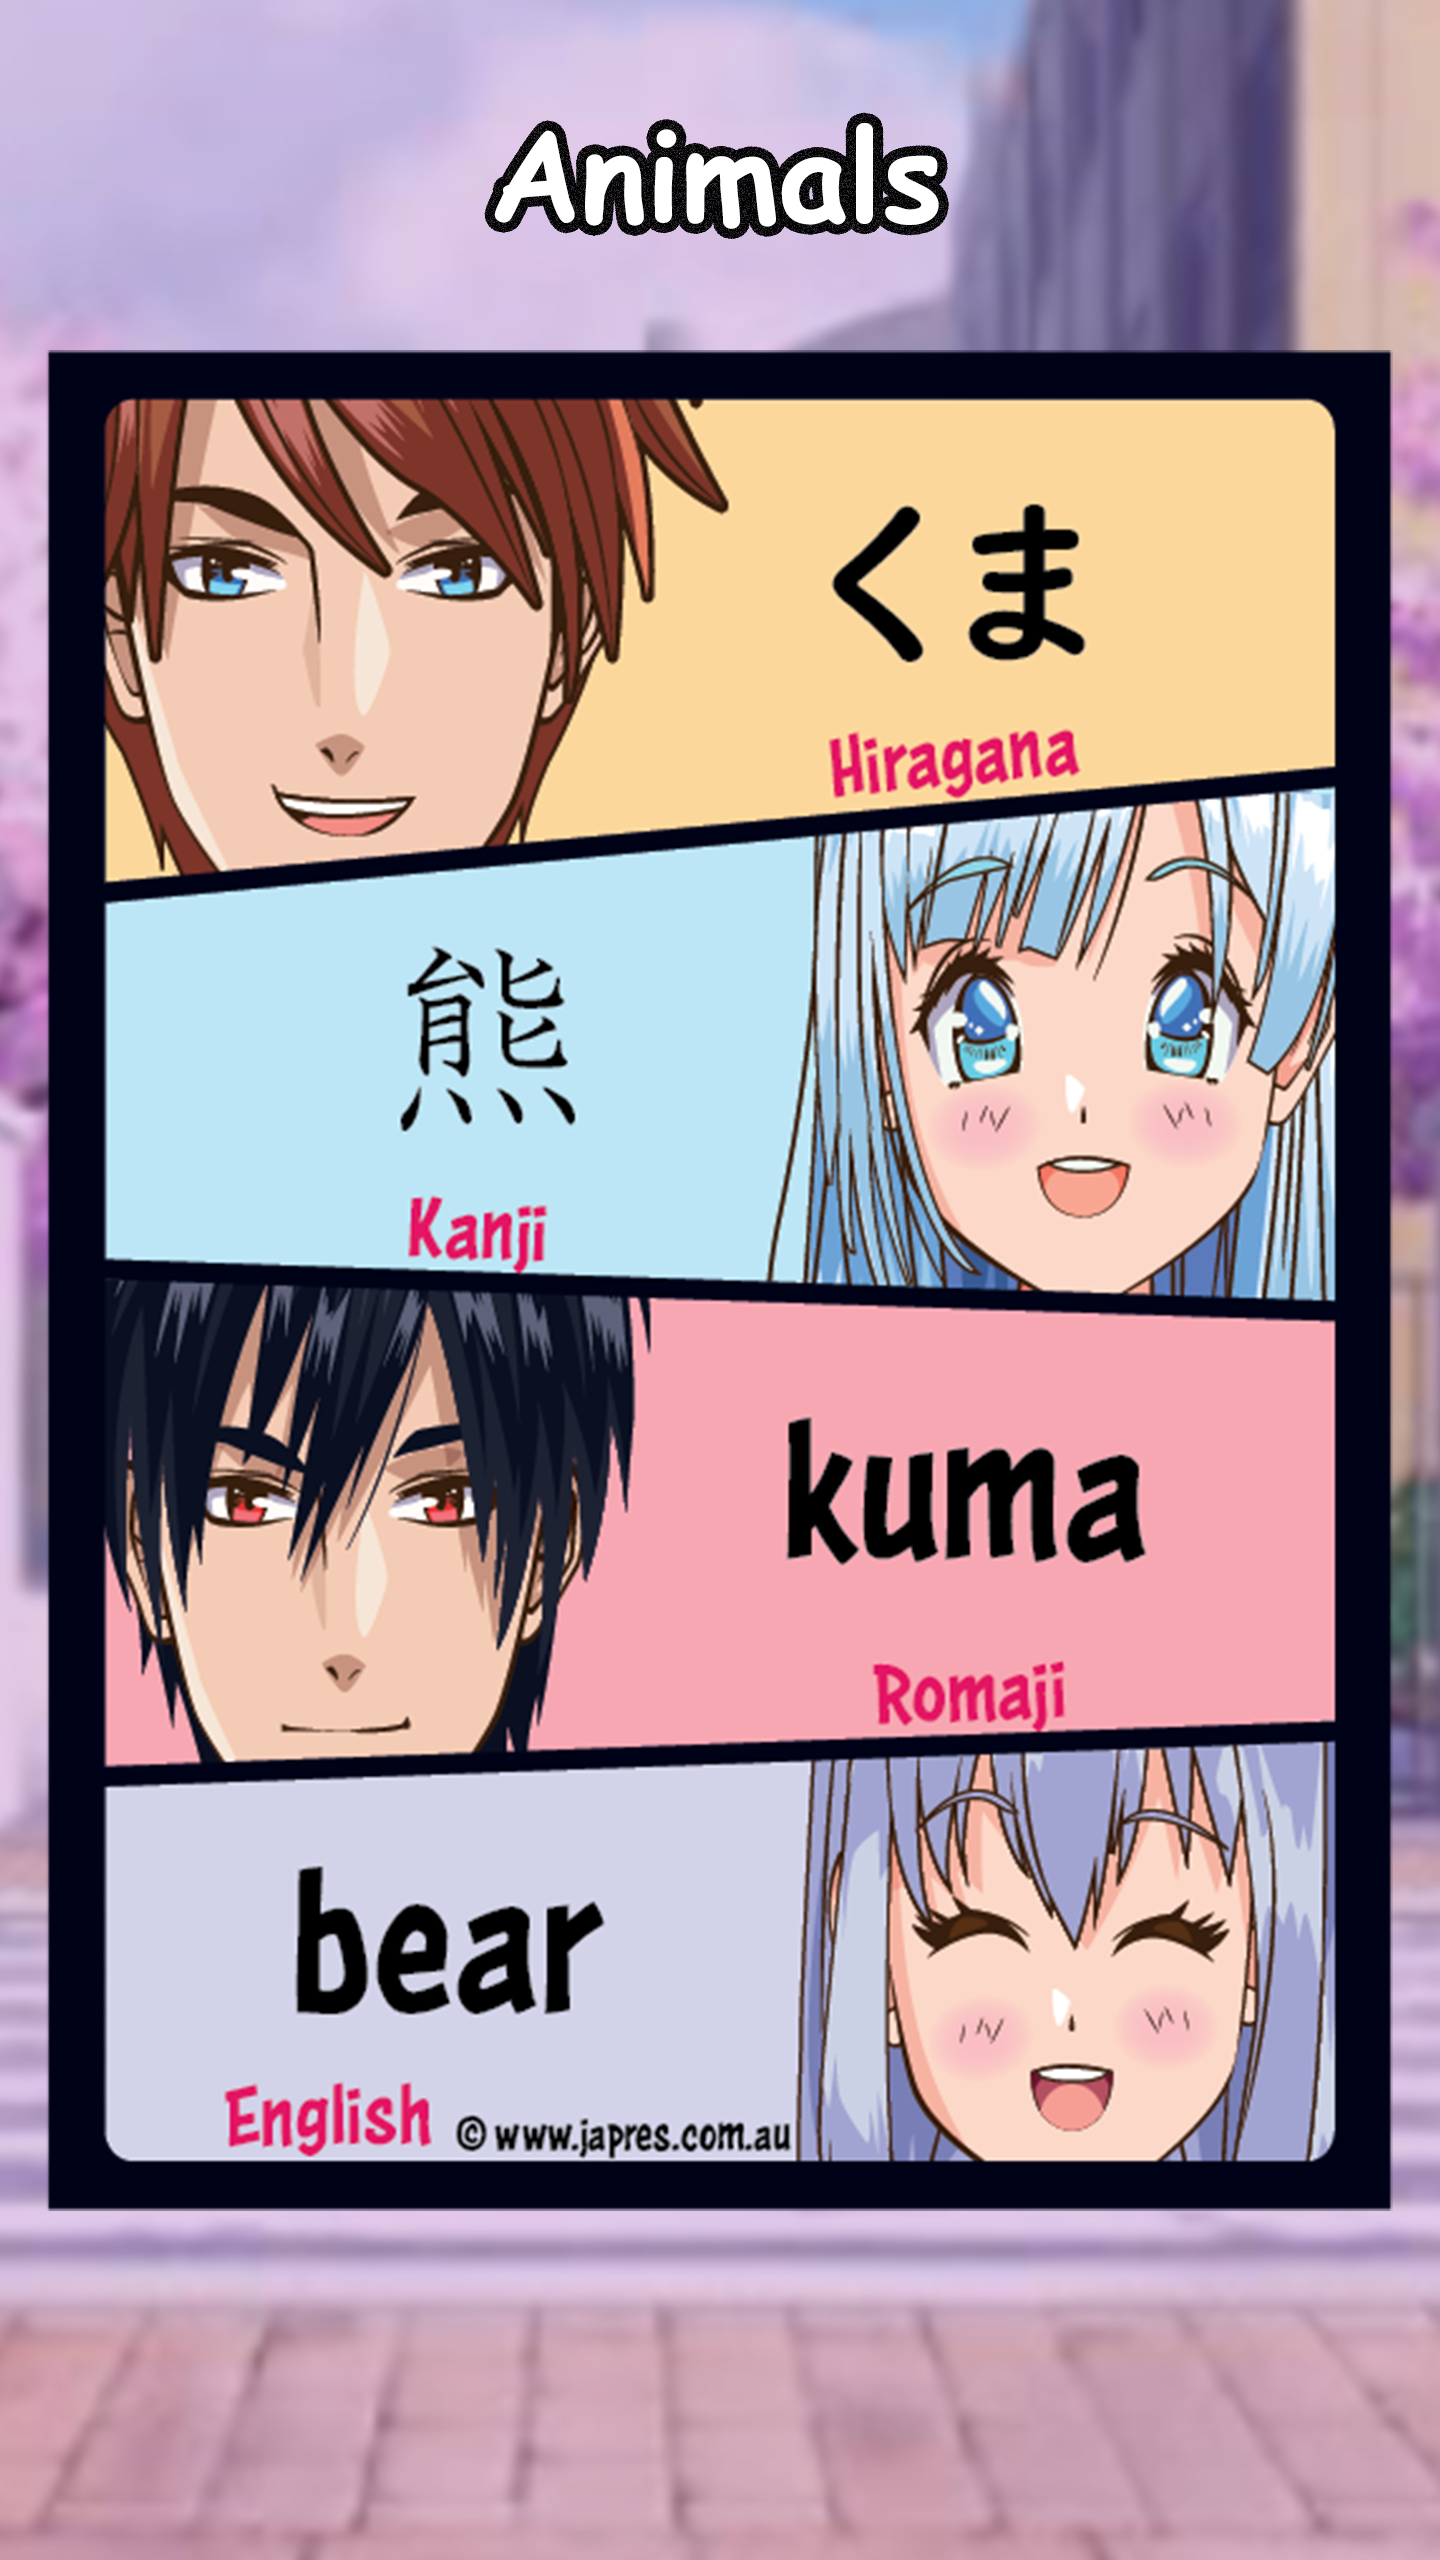 Animals
くま
Hiragana
熊
Kanji
kuma
Romaji
bear
English © www.japres.com.au